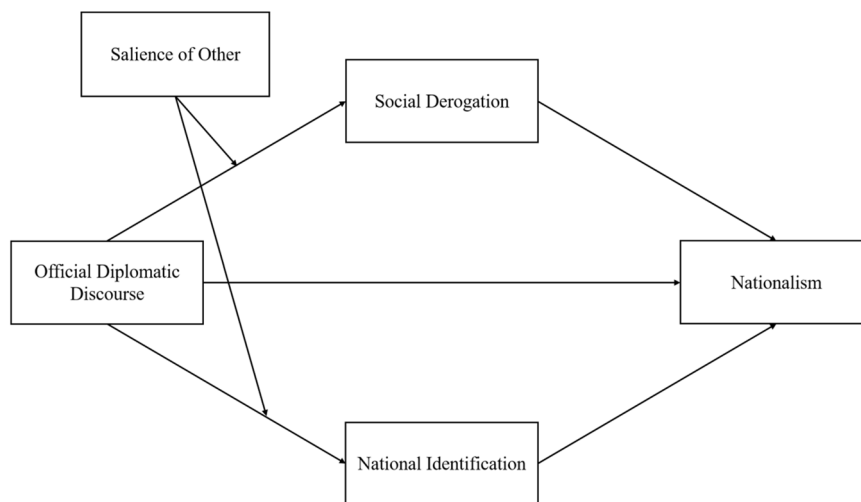 Salience of Other
Social Derogation
Official Diplomatic
Discourse
Nationalism
National Identification